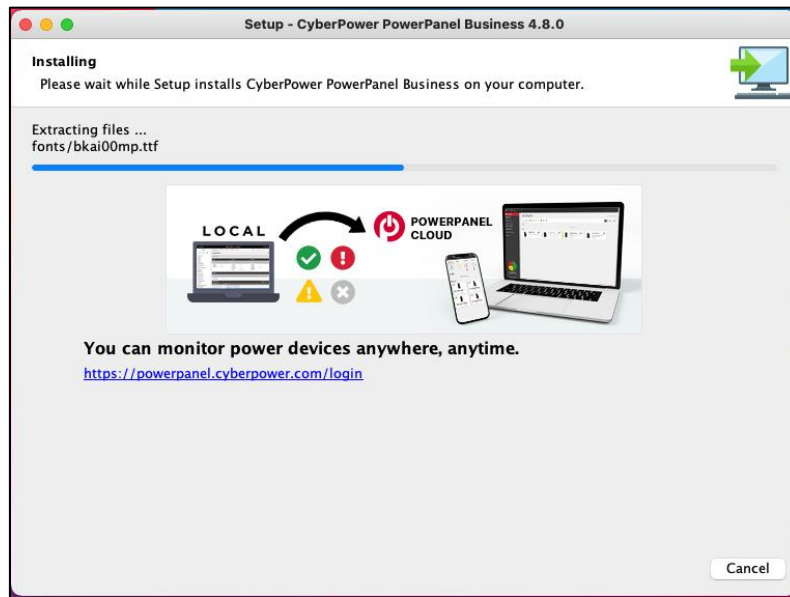 Setup - CyberPower PowerPanel Business 4.8.0
Installing
Please wait while Setup installs CyberPower PowerPanel Business on your computer.
Extracting files ...
fonts/bkai00mp.ttf
LOCAL
POWERPANEL
CLOUD
You can monitor power devices anywhere, anytime.
https://powerpanel.cyberpower.com/login
Cancel